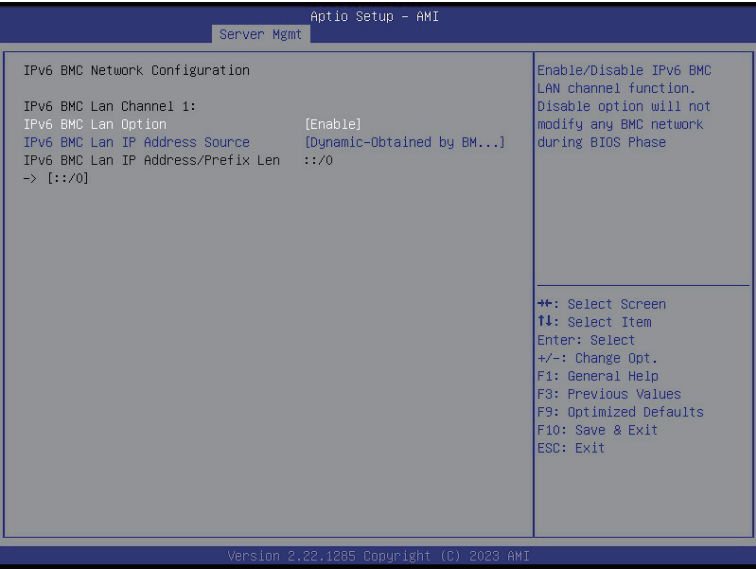 Aptio Setup – AMI
Server Mgmt
IPv6 BMC Network Configuration
IPv6 BMC Lan Channel 1:
IPv6 BMC Lan Option [Enable]
IPv6 BMC Lan IP Address Source [Dynamic-Obtained by BM...]
IPv6 BMC Lan IP Address/Prefix Len ::/0
-> [::/0]
Enable/Disable IPv6 BMC
LAN channel function.
Disable option will not
modify any BMC network
during BIOS Phase
→←: Select Screen
↑↓: Select Item
Enter: Select
+/-: Change Opt.
F1: General Help
F3: Previous Values
F9: Optimized Defaults
F10: Save & Exit
ESC: Exit
Version 2.22.1285 Copyright (C) 2023 AMI